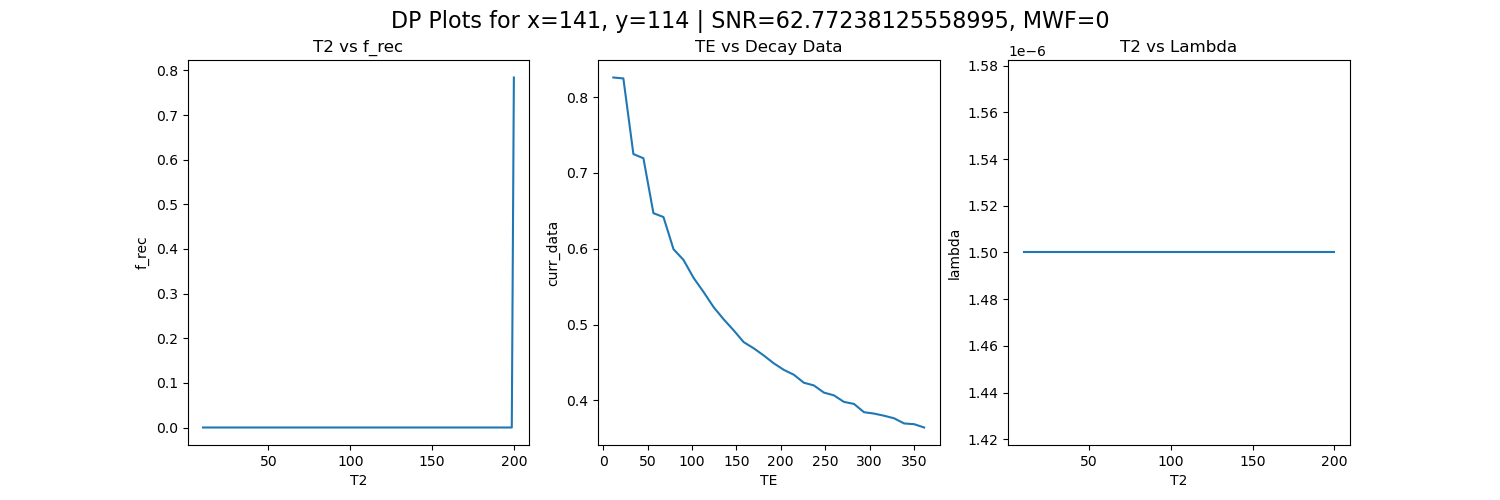 DP Plots for x=141, y=114 | SNR=62.77238125558995, MWF=0
T2 vs f_rec
0.8
0.7
0.6
0.5
0.4
0.3
0.2
0.1
0.0
f_rec
50 100 150 200
T2
TE vs Decay Data
0.8
0.7
0.6
0.5
0.4
curr_data
0 50 100 150 200 250 300 350
TE
T2 vs Lambda
1e−6
1.58
1.56
1.54
1.52
1.50
1.48
1.46
1.44
1.42
lambda
50 100 150 200
T2